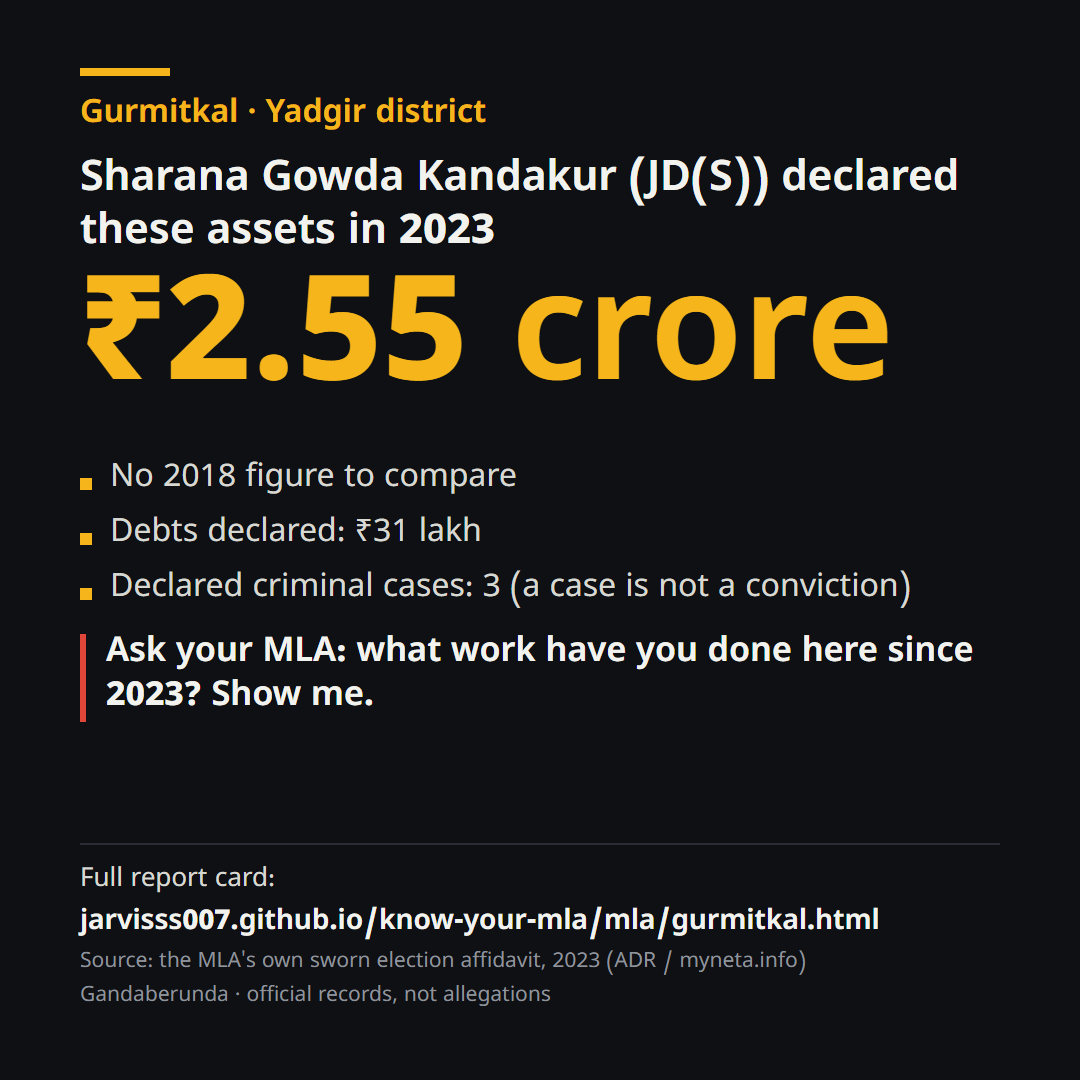 Gurmitkal · Yadgir district
Sharana Gowda Kandakur (JD(S)) declared
these assets in 2023
₹2.55 crore
No 2018 figure to compare
Debts declared: ₹31 lakh
Declared criminal cases: 3 (a case is not a conviction)
Ask your MLA: what work have you done here since
2023? Show me.
Full report card:
jarvisss007.github.io/know-your-mla/mla/gurmitkal.html
Source: the MLA's own sworn election affidavit, 2023 (ADR / myneta.info)
Gandaberunda · official records, not allegations